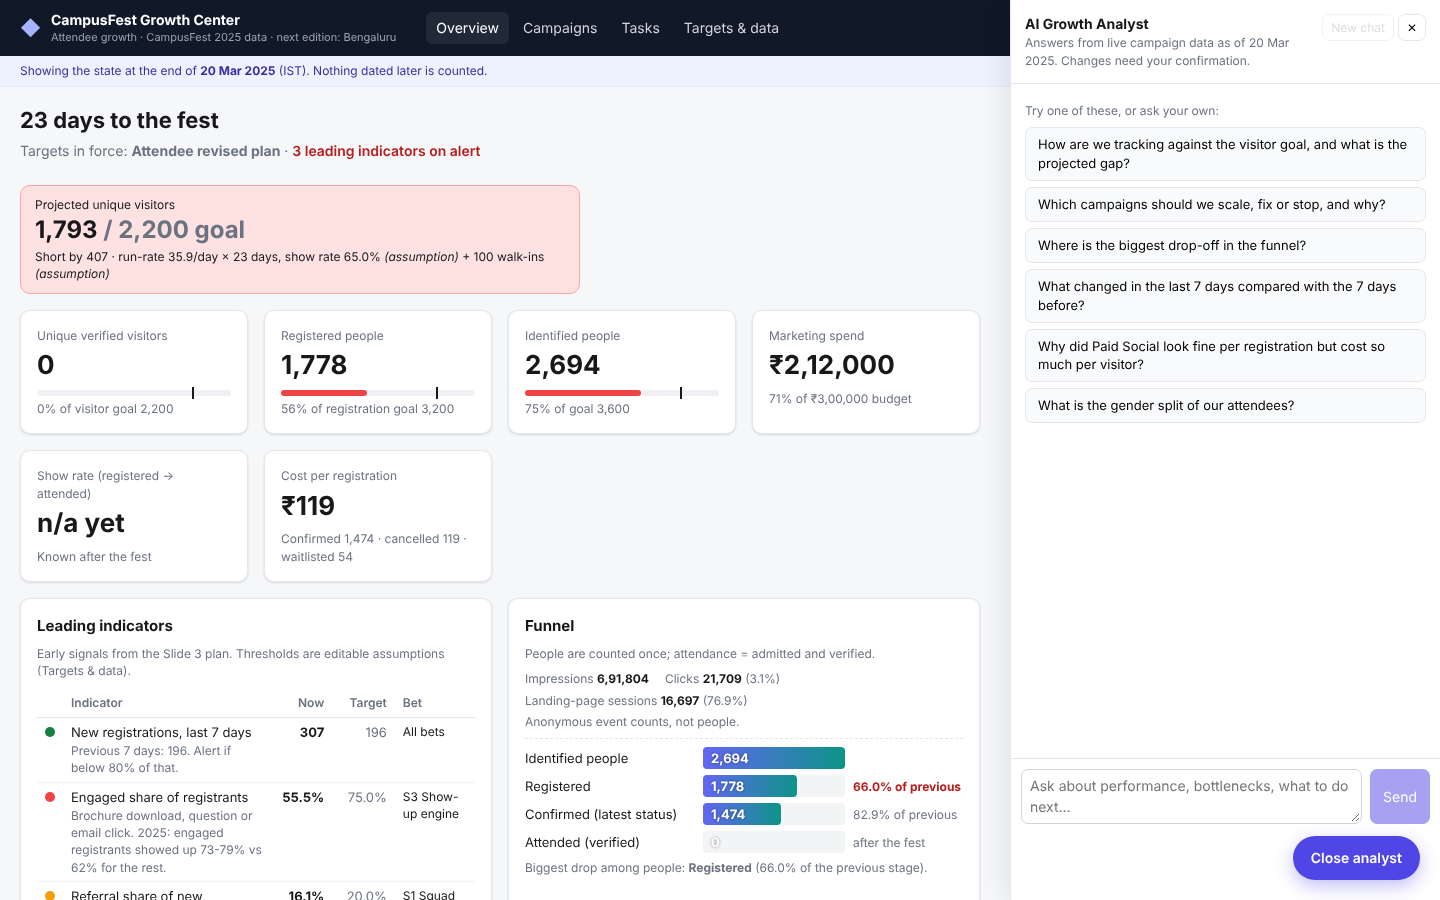 CampusFest Growth Center
Attendee growth · CampusFest 2025 data · next edition: Bengaluru
Overview
Campaigns
Tasks
Targets & data
Showing the state at the end of 20 Mar 2025 (IST). Nothing dated later is counted.
23 days to the fest
Targets in force: Attendee revised plan · 3 leading indicators on alert
Projected unique visitors
1,793 / 2,200 goal
Short by 407 · run-rate 35.9/day × 23 days, show rate 65.0% (assumption) + 100 walk-ins
(assumption)
Unique verified visitors
0
0% of visitor goal 2,200
Registered people
1,778
56% of registration goal 3,200
Identified people
2,694
75% of goal 3,600
Marketing spend
₹2,12,000
71% of ₹3,00,000 budget
Show rate (registered →
attended)
n/a yet
Known after the fest
Cost per registration
₹119
Confirmed 1,474 · cancelled 119 ·
waitlisted 54
Leading indicators
Early signals from the Slide 3 plan. Thresholds are editable assumptions
(Targets & data).
Indicator Now Target Bet
New registrations, last 7 days 307 196 All bets
Previous 7 days: 196. Alert if
below 80% of that.
Engaged share of registrants 55.5% 75.0% S3 Show-
up engine
Brochure download, question or
email click. 2025: engaged
registrants showed up 73-79% vs
62% for the rest.
Referral share of new 16.1% 20.0% S1 Squad
Funnel
People are counted once; attendance = admitted and verified.
Impressions 6,91,804 Clicks 21,709 (3.1%)
Landing-page sessions 16,697 (76.9%)
Anonymous event counts, not people.
Identified people 2,694
Registered 1,778 66.0% of previous
Confirmed (latest status) 1,474 82.9% of previous
Attended (verified) 0 after the fest
Biggest drop among people: Registered (66.0% of the previous stage).
AI Growth Analyst
Answers from live campaign data as of 20 Mar
2025. Changes need your confirmation.
New chat
×
Try one of these, or ask your own:
How are we tracking against the visitor goal, and what is the
projected gap?
Which campaigns should we scale, fix or stop, and why?
Where is the biggest drop-off in the funnel?
What changed in the last 7 days compared with the 7 days
before?
Why did Paid Social look fine per registration but cost so
much per visitor?
What is the gender split of our attendees?
Ask about performance, bottlenecks, what to do
next...
Send
Close analyst